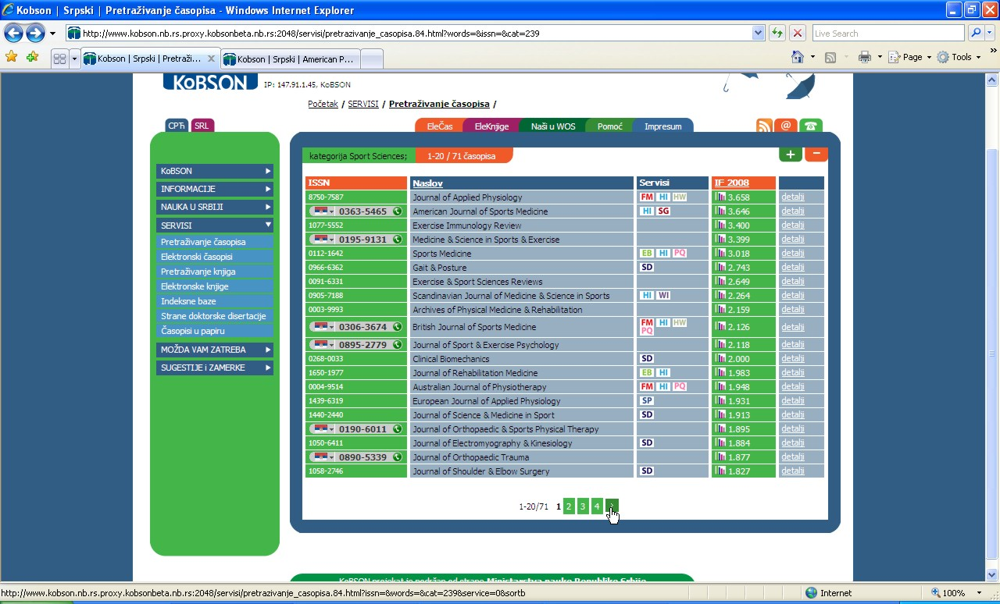 Kobson | Srpski | Pretraživanje časopisa - Windows Internet Explorer
http://www.kobson.nb.rs.proxy.kobsonbeta.nb.rs:2048/servisi/pretrazivanje_casopisa.84.html?words=&issn=&cat=239
Live Search
Kobson | Srpski | Pretraži...
Kobson | Srpski | American P...
Page
Tools
KoBSON
IP: 147.91.1.45, KoBSON
Početak / SERVISI / Pretraživanje časopisa /
СРЋ SRL
EleČas EleKnjige Naši u WOS Pomoć Impresum
@
KoBSON
INFORMACIJE
NAUKA U SRBIJI
SERVISI
Pretraživanje časopisa
Elektronski časopisi
Pretraživanje knjiga
Elektronske knjige
Indeksne baze
Strane doktorske disertacije
Časopisi u papiru
MOŽDA VAM ZATREBA
SUGESTIJE i ZAMERKE
kategorija Sport Sciences; 1-20 / 71 časopisa + −
ISSN Naslov Servisi IF 2008
8750-7587 Journal of Applied Physiology FM HI HW 3.658 detalji
0363-5465 American Journal of Sports Medicine HI SG 3.646 detalji
1077-5552 Exercise Immunology Review 3.400 detalji
0195-9131 Medicine & Science in Sports & Exercise 3.399 detalji
0112-1642 Sports Medicine EB HI PQ 3.018 detalji
0966-6362 Gait & Posture SD 2.743 detalji
0091-6331 Exercise & Sport Sciences Reviews 2.649 detalji
0905-7188 Scandinavian Journal of Medicine & Science in Sports HI WI 2.264 detalji
0003-9993 Archives of Physical Medicine & Rehabilitation 2.159 detalji
0306-3674 British Journal of Sports Medicine FM HI HW PQ 2.126 detalji
0895-2779 Journal of Sport & Exercise Psychology 2.118 detalji
0268-0033 Clinical Biomechanics SD 2.000 detalji
1650-1977 Journal of Rehabilitation Medicine EB HI 1.983 detalji
0004-9514 Australian Journal of Physiotherapy FM HI PQ 1.948 detalji
1439-6319 European Journal of Applied Physiology SP 1.931 detalji
1440-2440 Journal of Science & Medicine in Sport SD 1.913 detalji
0190-6011 Journal of Orthopaedic & Sports Physical Therapy 1.895 detalji
1050-6411 Journal of Electromyography & Kinesiology SD 1.884 detalji
0890-5339 Journal of Orthopaedic Trauma 1.877 detalji
1058-2746 Journal of Shoulder & Elbow Surgery SD 1.827 detalji
1-20/71 1 2 3 4 >
KoBSON projekat je podržan od strane Ministarstva nauke Republike Srbije
http://www.kobson.nb.rs.proxy.kobsonbeta.nb.rs:2048/servisi/pretrazivanje_casopisa.84.html?issn=&words=&cat=239&service=0&sortb
Internet
100%